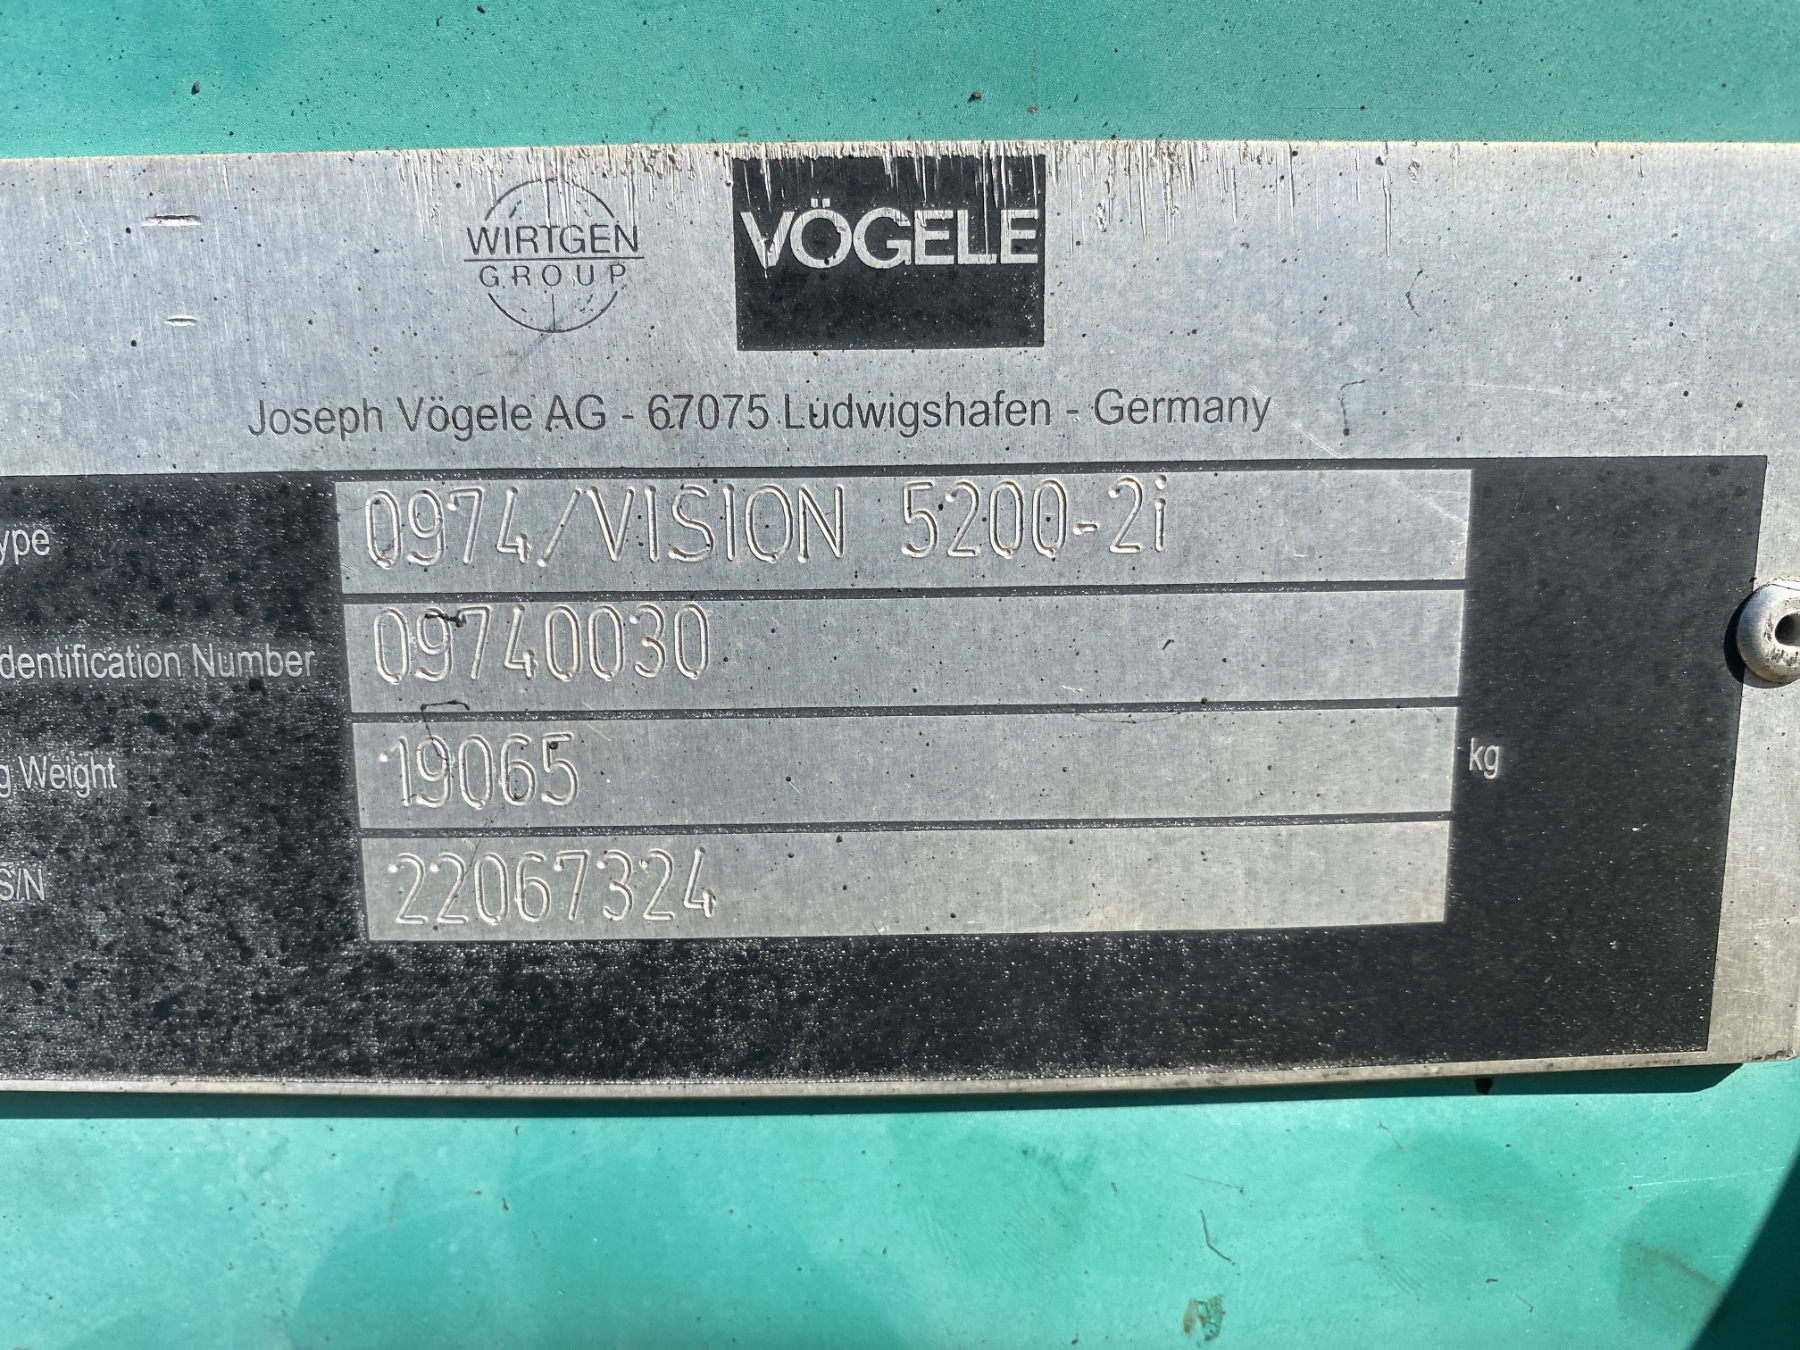 WIRTGEN
GROUP
VÖGELE
Joseph Vögele AG - 67075 Ludwigshafen - Germany
ype 0974/VISION 5200-2i
dentification Number 09740030
g Weight 19065 kg
S/N 22067324